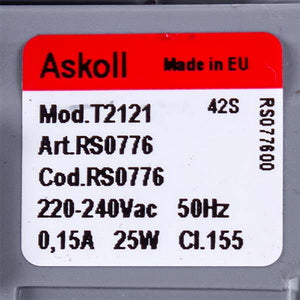 Askoll Made in EU
Mod.T2121 42S
Art.RS0776
Cod.RS0776
220-240Vac 50Hz
0,15A 25W Cl.155
RS077600